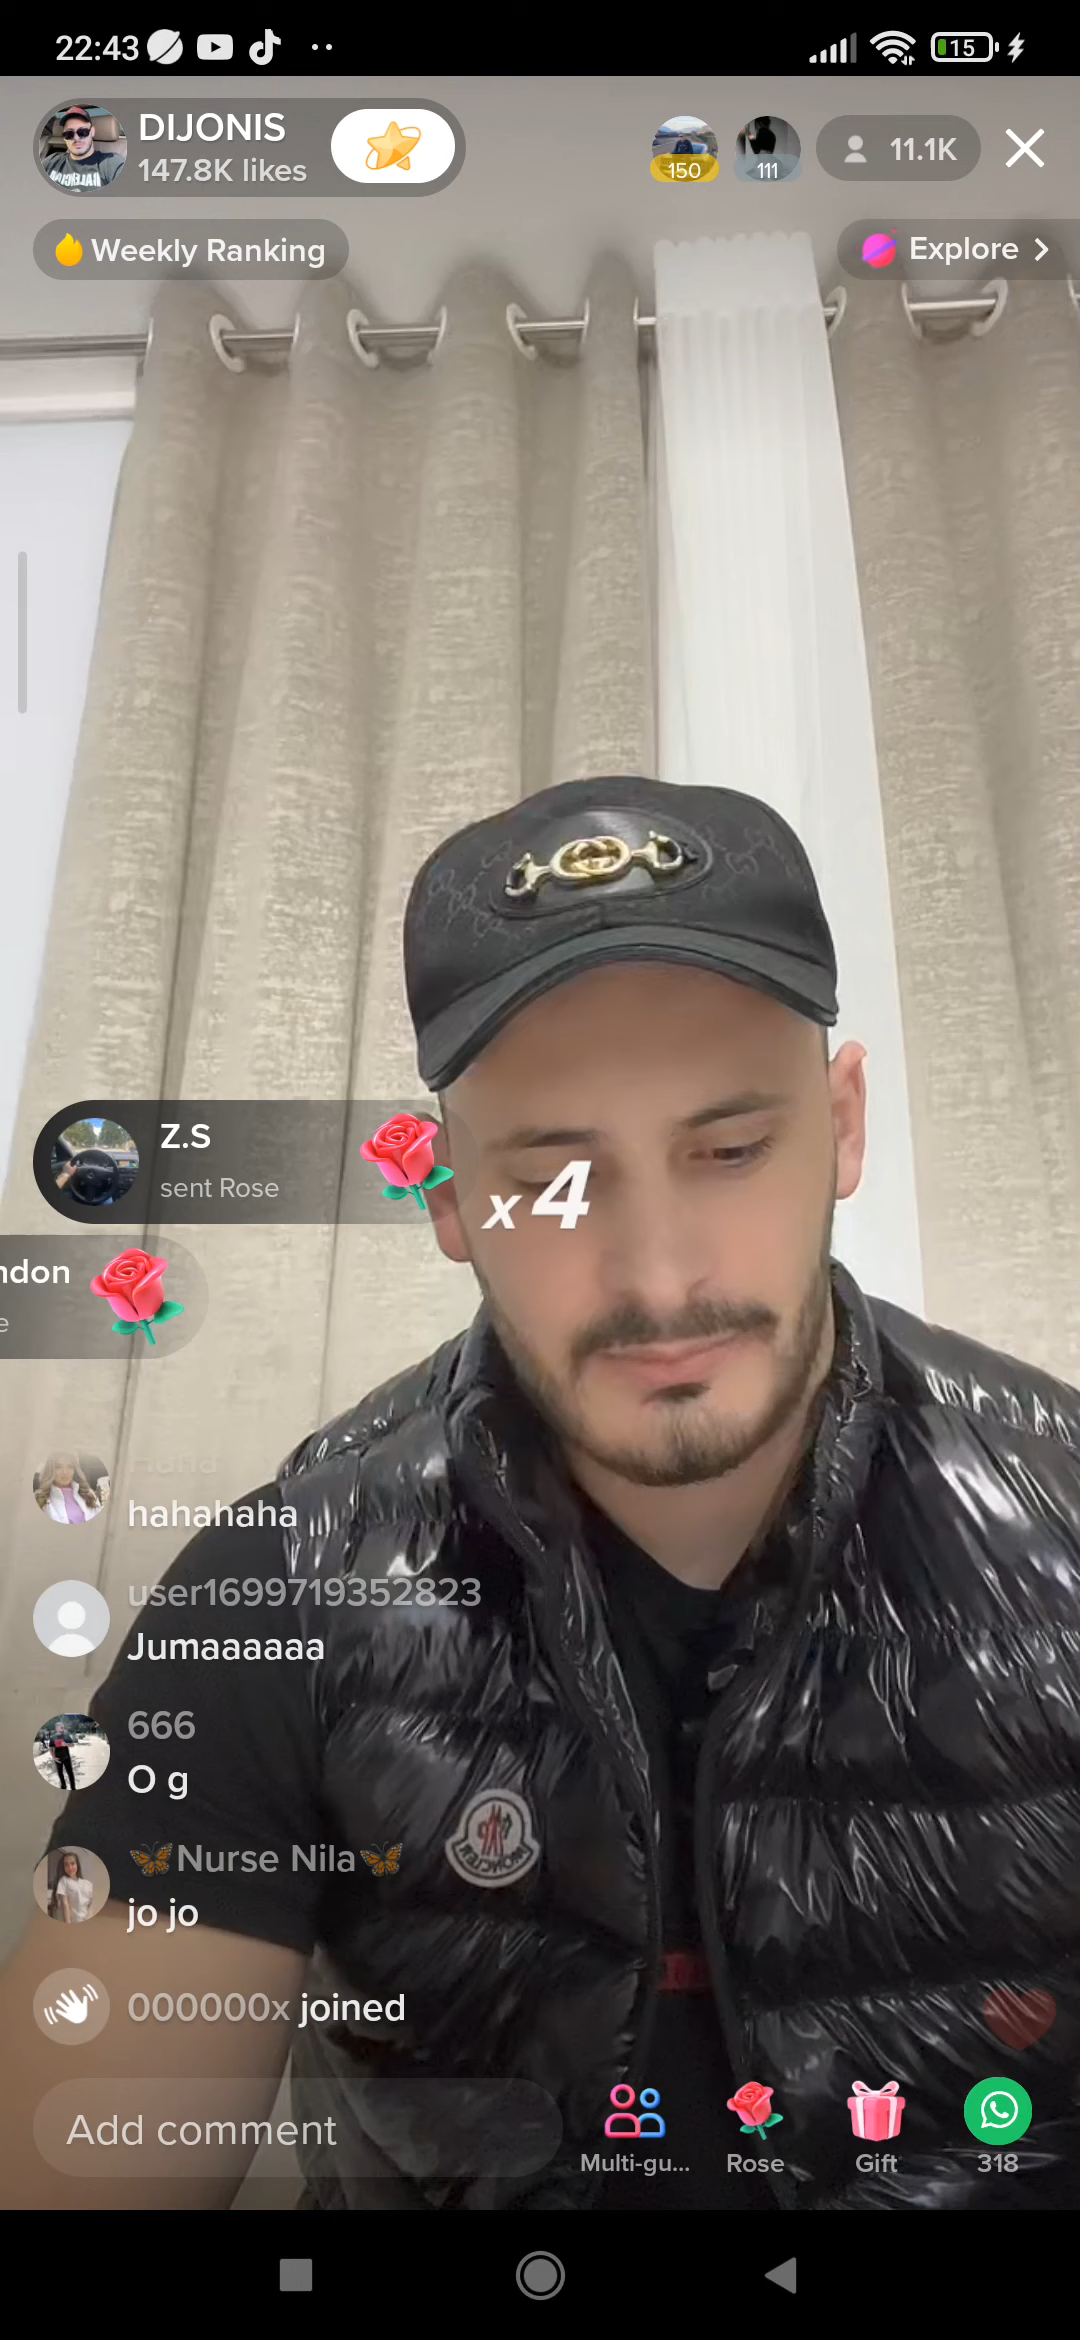 22:43
15
DIJONIS
147.8K likes
150
111
11.1K
Weekly Ranking
Explore
Z.S
sent Rose
x4
ndon
e
hahahaha
user1699719352823
Jumaaaaaa
666
O g
🦋Nurse Nila🦋
jo jo
000000x joined
Add comment
Multi-gu...
Rose
Gift
318
MONCLER